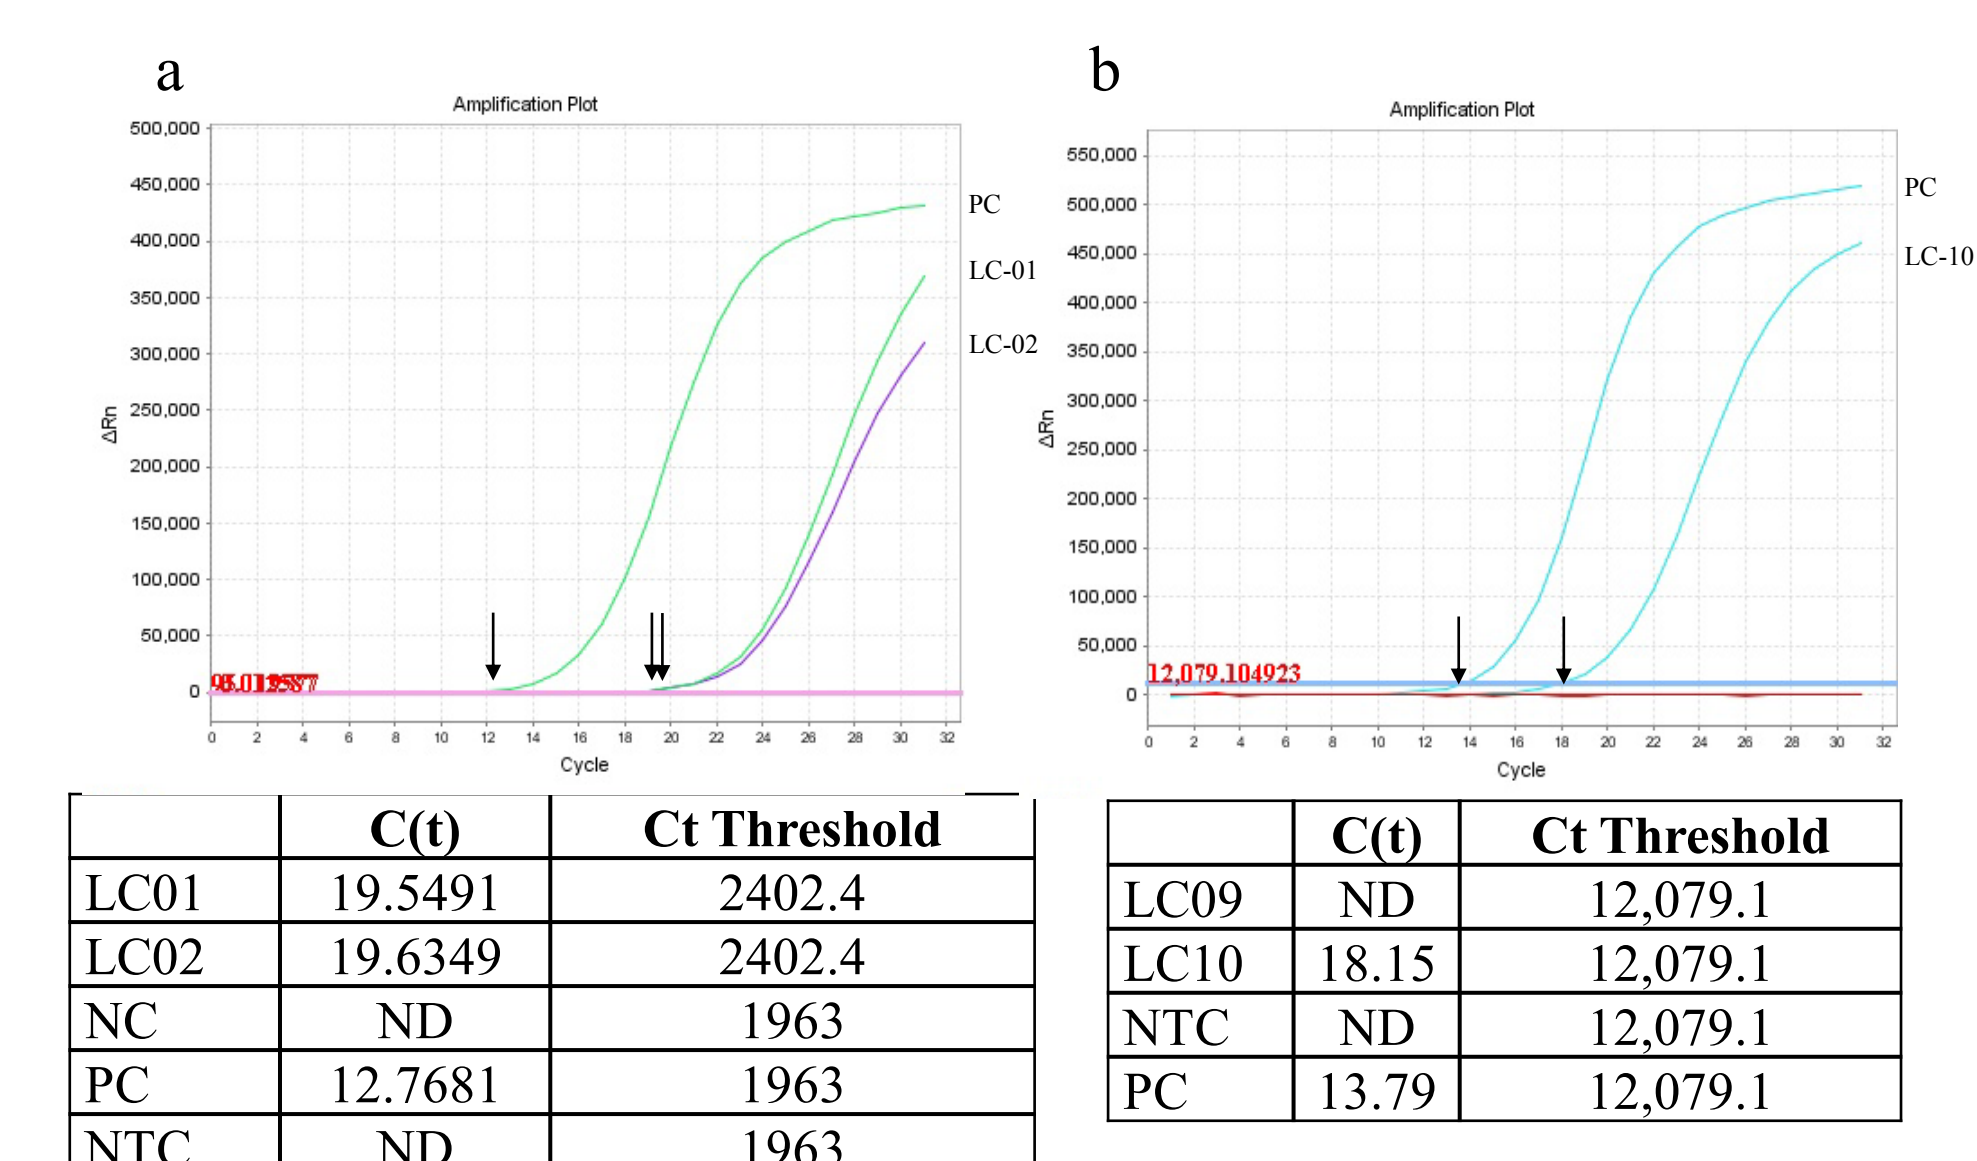 a
Amplification Plot
500,000
450,000
400,000
350,000
300,000
250,000
200,000
150,000
100,000
50,000
0
ΔRn
PC
LC-01
LC-02
0 2 4 6 8 10 12 14 16 18 20 22 24 26 28 30 32
Cycle
C(t) Ct Threshold
LC01 19.5491 2402.4
LC02 19.6349 2402.4
NC ND 1963
PC 12.7681 1963
NTC ND 1963
b
Amplification Plot
550,000
500,000
450,000
400,000
350,000
300,000
250,000
200,000
150,000
100,000
50,000
0
ΔRn
PC
LC-10
12,079.104923
0 2 4 6 8 10 12 14 16 18 20 22 24 26 28 30 32
Cycle
C(t) Ct Threshold
LC09 ND 12,079.1
LC10 18.15 12,079.1
NTC ND 12,079.1
PC 13.79 12,079.1